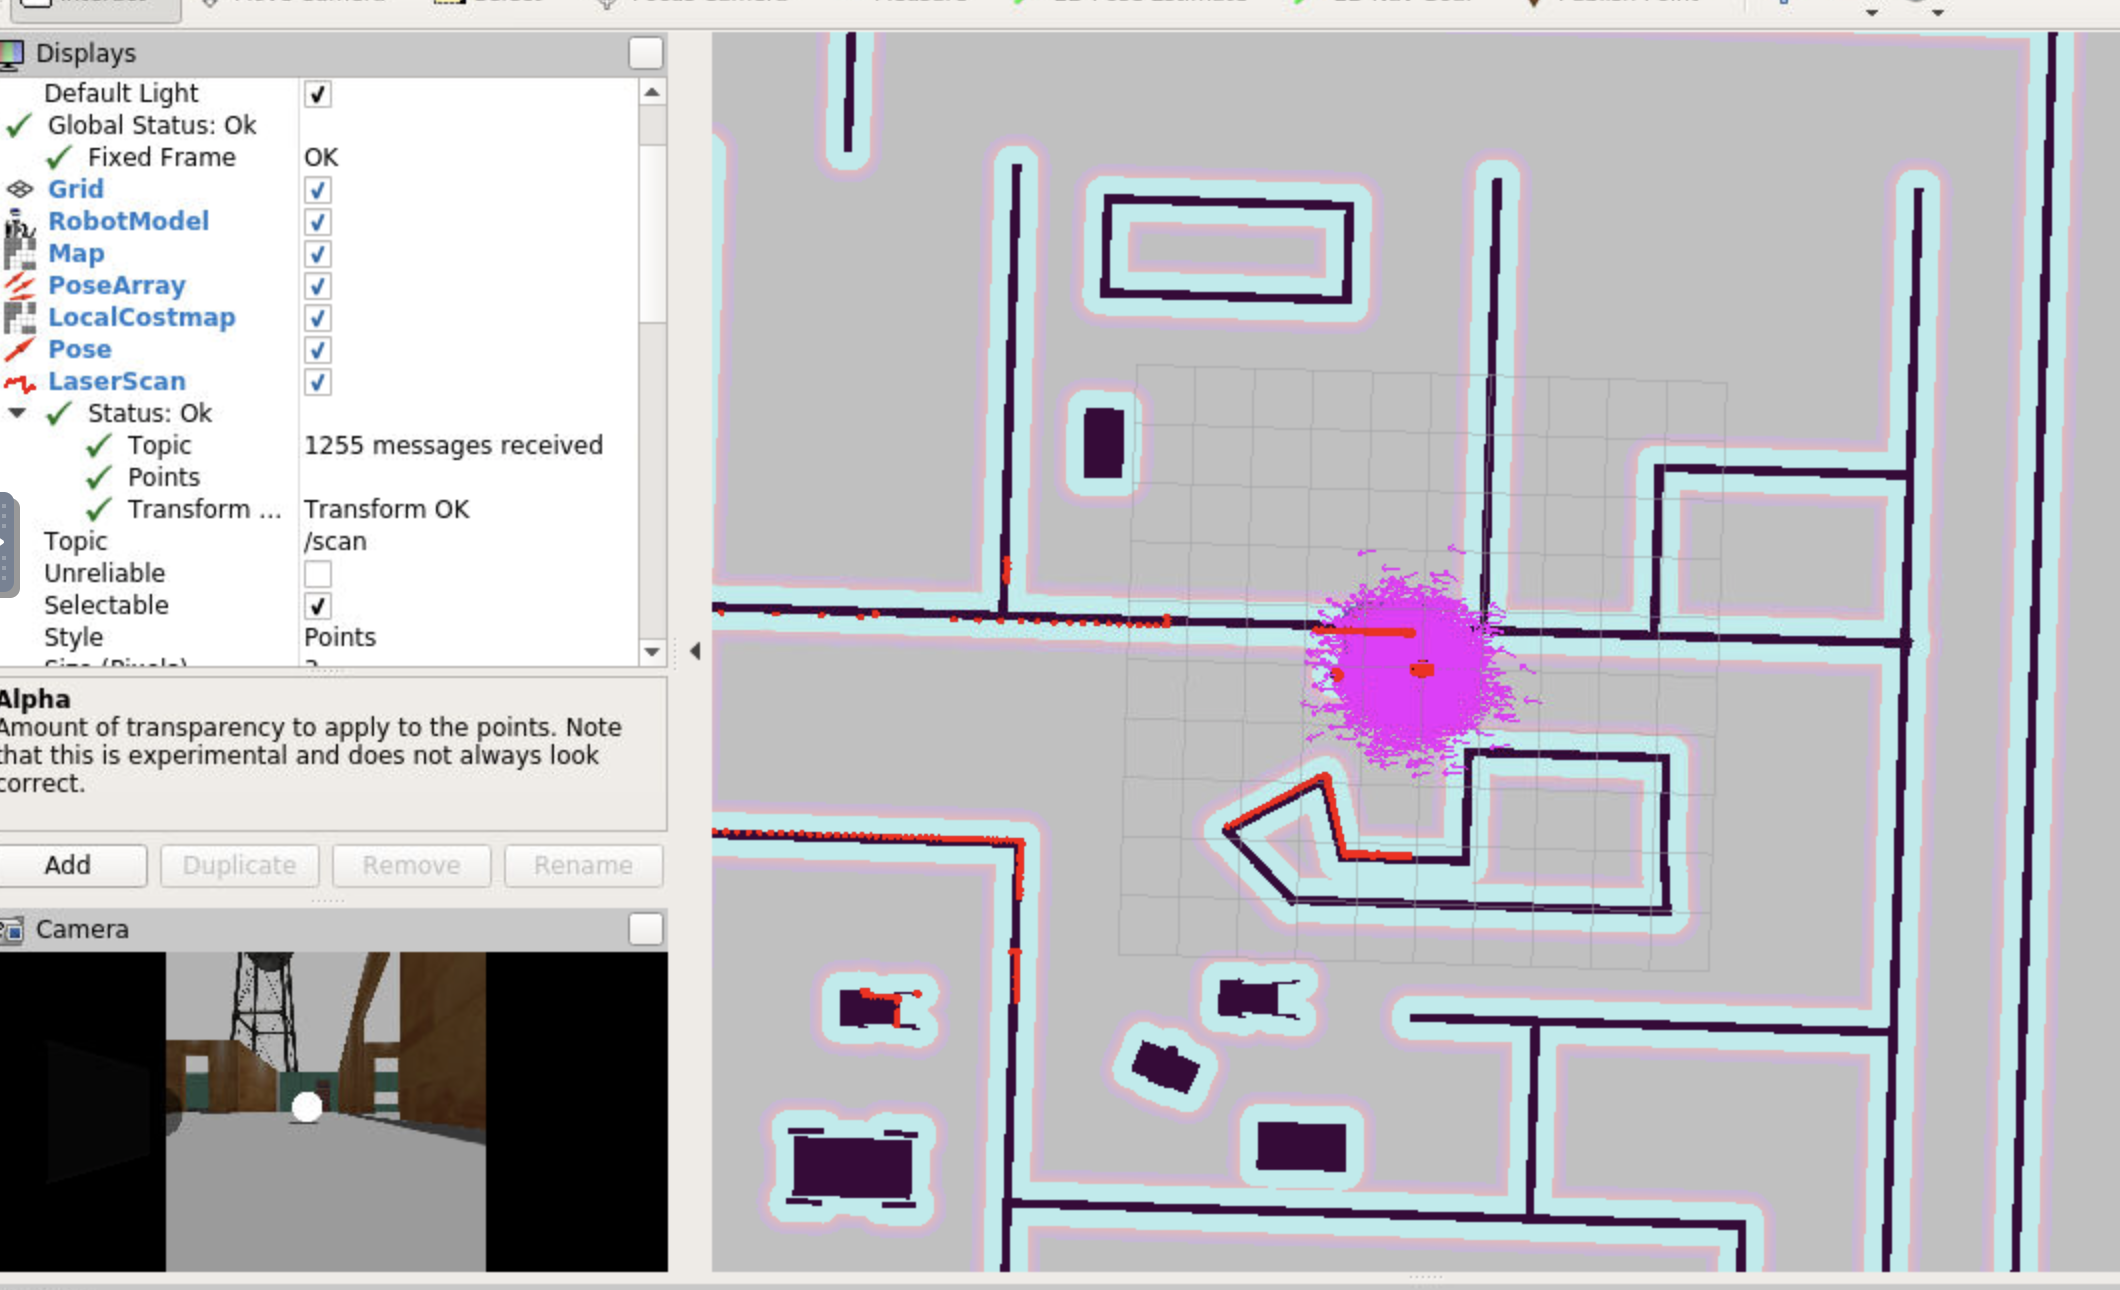 Displays
Default Light
Global Status: Ok
Fixed Frame OK
Grid
RobotModel
Map
PoseArray
LocalCostmap
Pose
LaserScan
Status: Ok
Topic 1255 messages received
Points
Transform ... Transform OK
Topic /scan
Unreliable
Selectable
Style Points
Alpha
Amount of transparency to apply to the points. Note
that this is experimental and does not always look
correct.
Add Duplicate Remove Rename
Camera